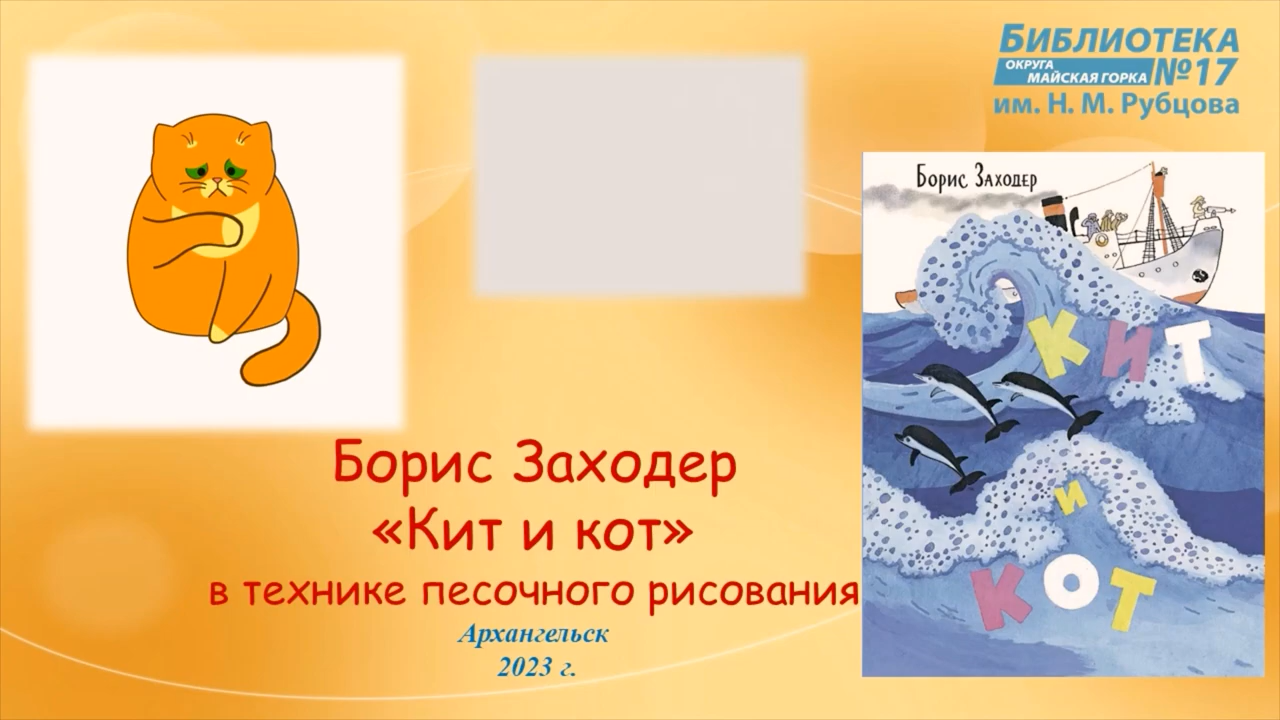 БИБЛИОТЕКА
ОКРУГА
МАЙСКАЯ ГОРКА №17
им. Н. М. Рубцова
Борис Заходер
КИТ
и
КОТ
Борис Заходер
«Кит и кот»
в технике песочного рисования
Архангельск
2023 г.